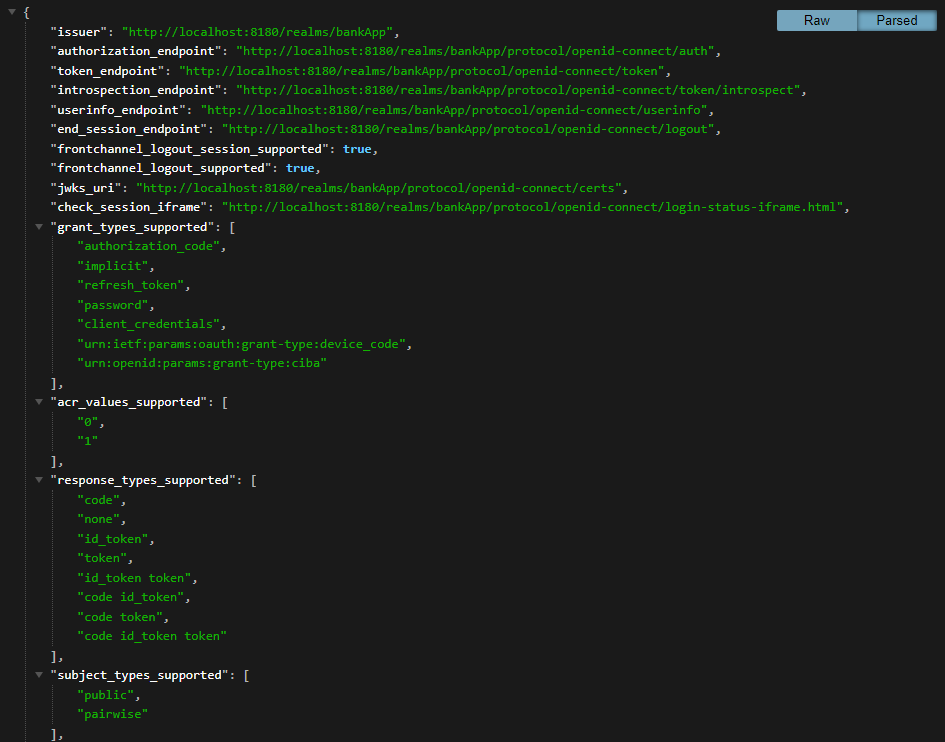 {
Raw Parsed
"issuer": "http://localhost:8180/realms/bankApp",
"authorization_endpoint": "http://localhost:8180/realms/bankApp/protocol/openid-connect/auth",
"token_endpoint": "http://localhost:8180/realms/bankApp/protocol/openid-connect/token",
"introspection_endpoint": "http://localhost:8180/realms/bankApp/protocol/openid-connect/token/introspect",
"userinfo_endpoint": "http://localhost:8180/realms/bankApp/protocol/openid-connect/userinfo",
"end_session_endpoint": "http://localhost:8180/realms/bankApp/protocol/openid-connect/logout",
"frontchannel_logout_session_supported": true,
"frontchannel_logout_supported": true,
"jwks_uri": "http://localhost:8180/realms/bankApp/protocol/openid-connect/certs",
"check_session_iframe": "http://localhost:8180/realms/bankApp/protocol/openid-connect/login-status-iframe.html",
"grant_types_supported": [
"authorization_code",
"implicit",
"refresh_token",
"password",
"client_credentials",
"urn:ietf:params:oauth:grant-type:device_code",
"urn:openid:params:grant-type:ciba"
],
"acr_values_supported": [
"0",
"1"
],
"response_types_supported": [
"code",
"none",
"id_token",
"token",
"id_token token",
"code id_token",
"code token",
"code id_token token"
],
"subject_types_supported": [
"public",
"pairwise"
],